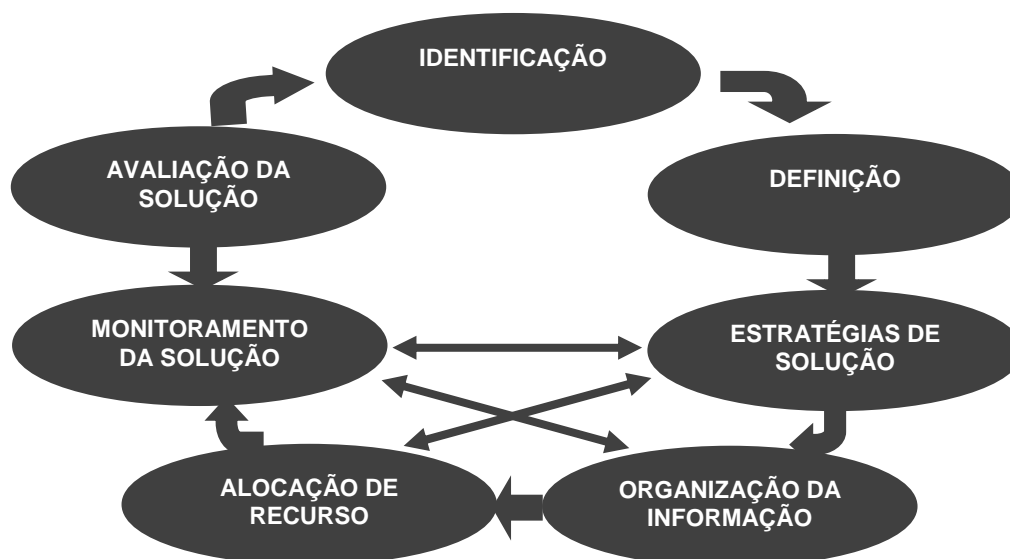 IDENTIFICAÇÃO
AVALIAÇÃO DA
SOLUÇÃO
DEFINIÇÃO
MONITORAMENTO
DA SOLUÇÃO
ESTRATÉGIAS DE
SOLUÇÃO
ALOCAÇÃO DE
RECURSO
ORGANIZAÇÃO DA
INFORMAÇÃO